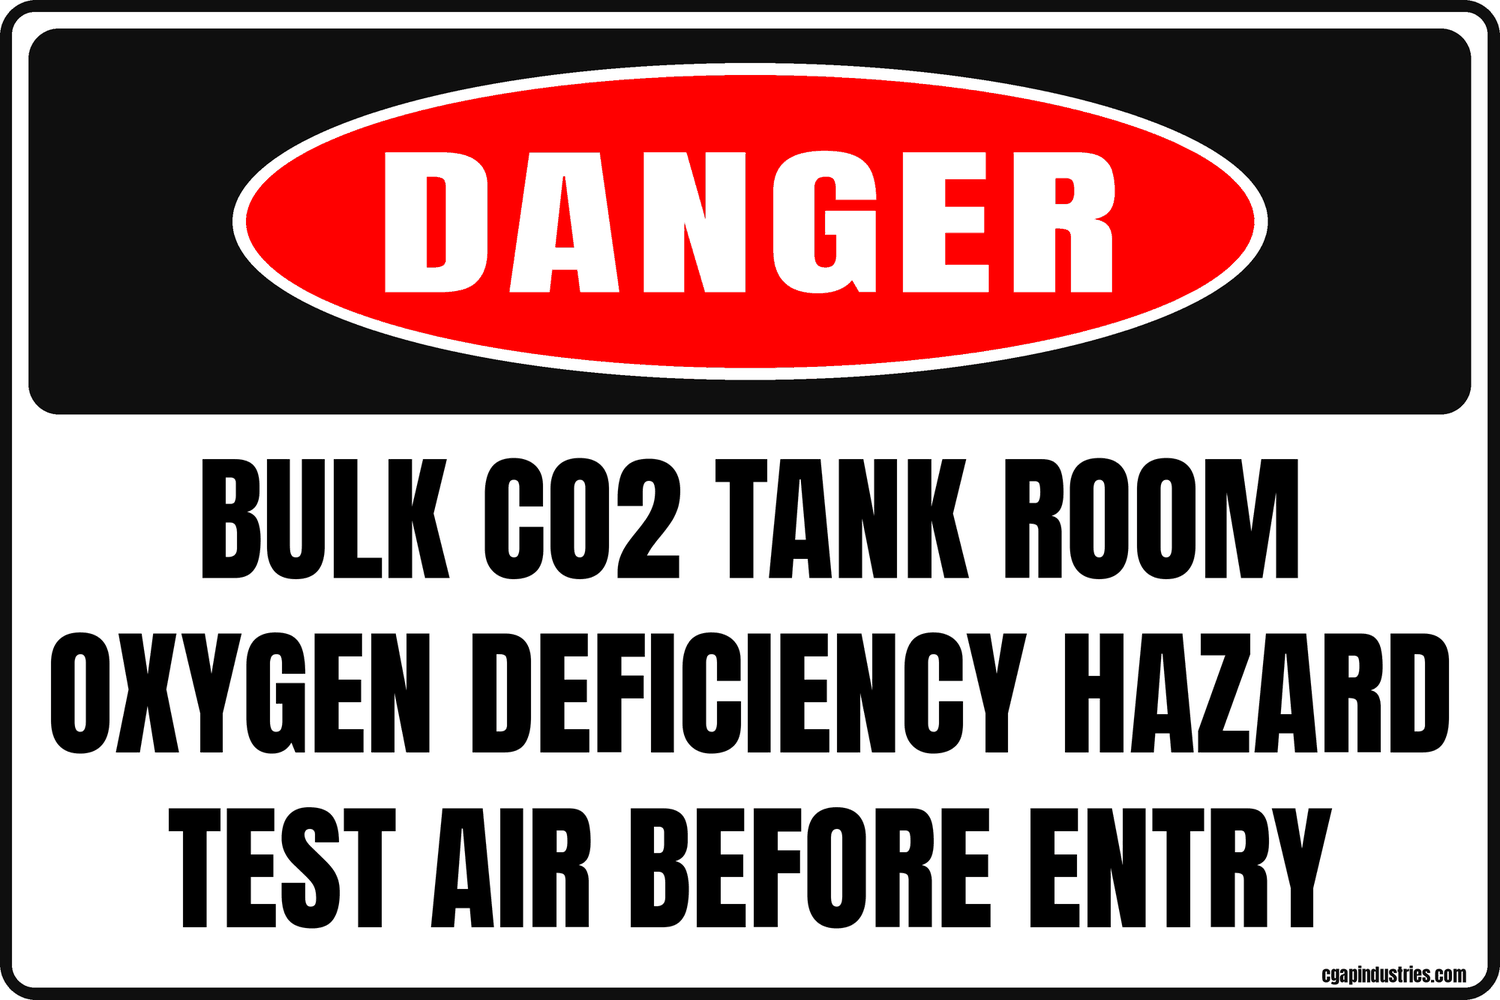 DANGER
BULK CO2 TANK ROOM
OXYGEN DEFICIENCY HAZARD
TEST AIR BEFORE ENTRY
cgapindustries.com